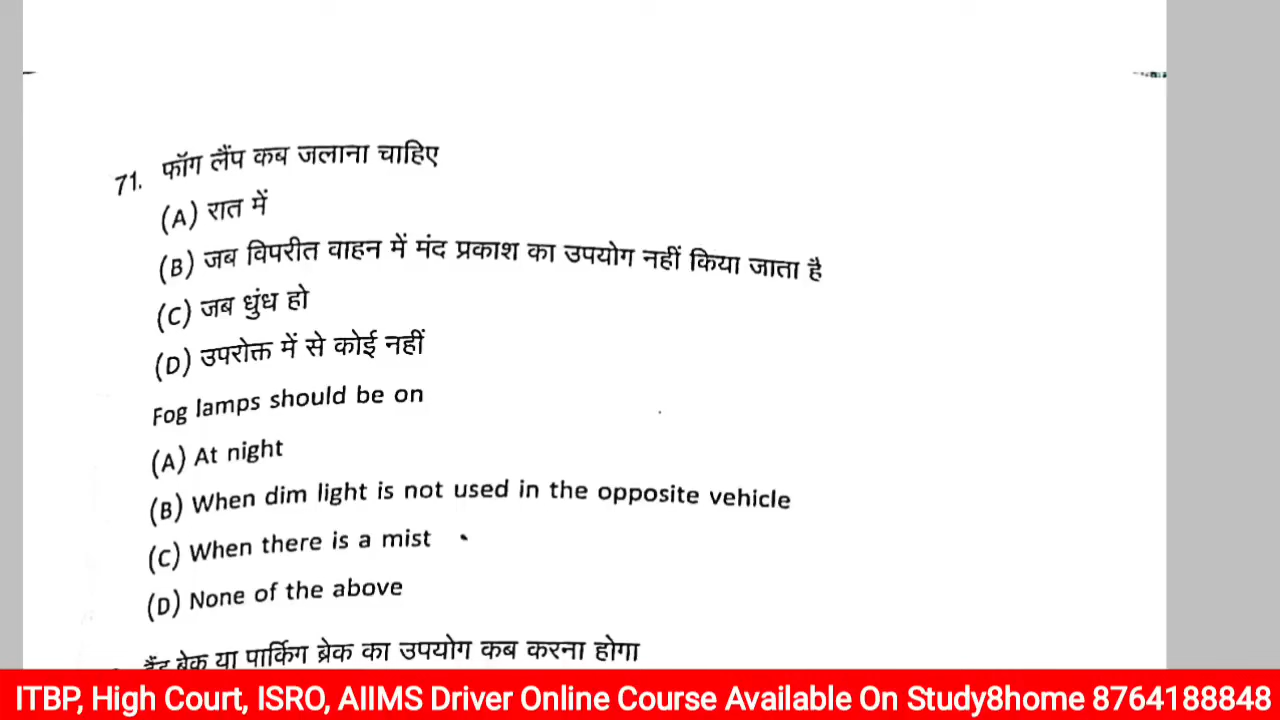 71. फॉग लैंप कब जलाना चाहिए
(A) रात में
(B) जब विपरीत वाहन में मंद प्रकाश का उपयोग नहीं किया जाता है
(C) जब धुंध हो
(D) उपरोक्त में से कोई नहीं
Fog lamps should be on
(A) At night
(B) When dim light is not used in the opposite vehicle
(C) When there is a mist
(D) None of the above
हैंड ब्रेक या पार्किंग ब्रेक का उपयोग कब करना होगा
ITBP, High Court, ISRO, AIIMS Driver Online Course Available On Study8home 8764188848